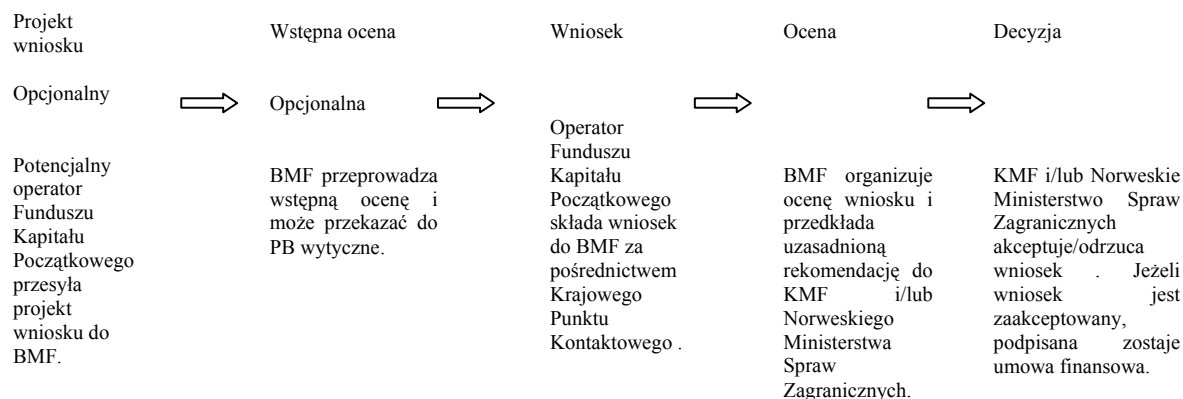 Projekt
wniosku
Opcjonalny
Potencjalny
operator
Funduszu
Kapitału
Początkowego
przesyła
projekt
wniosku do
BMF.
Wstępna ocena
Opcjonalna
BMF przeprowadza
wstępną ocenę i
może przekazać do
PB wytyczne.
Wniosek
Operator
Funduszu
Kapitału
Początkowego
składa wniosek
do BMF za
pośrednictwem
Krajowego
Punktu
Kontaktowego .
Ocena
BMF organizuje
ocenę wniosku i
przedkłada
uzasadnioną
rekomendację do
KMF i/lub
Norweskiego
Ministerstwa
Spraw
Zagranicznych.
Decyzja
KMF i/lub Norweskie
Ministerstwo Spraw
Zagranicznych
akceptuje/odrzuca
wniosek . Jeżeli
wniosek jest
zaakceptowany,
podpisana zostaje
umowa finansowa.